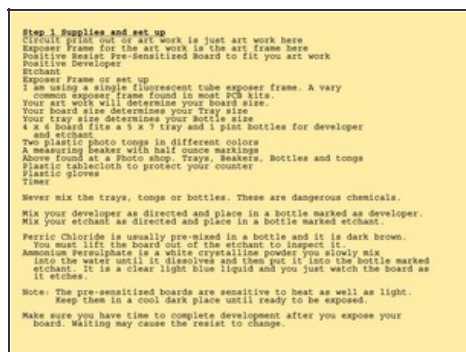 Step 1 Supplies and set up
Circuit print out or art work is just art work here
Exposer Frame for the art work is the art frame here
Positive Resist Pre-Sensitized Board to fit you art work
Positive Developer
Etchant
Exposer Frame or set up
I am using a single fluorescent tube exposer frame. A vary
common exposer frame found in most PCB kits.
Your art work will determine your board size.
Your board size determines your Tray size
Your tray size determines your Bottle size
4 x 6 board fits a 5 x 7 tray and 1 pint bottles for developer
and etchant
Two plastic photo tongs in different colors
A measuring beaker with half ounce markings
Above found at a Photo shop. Trays, Beakers, Bottles and tongs
Plastic tablecloth to protect your counter
Plastic gloves
Timer
Never mix the trays, tongs or bottles. These are dangerous chemicals.
Mix your developer as directed and place in a bottle marked as developer.
Mix your etchant as directed and place in a bottle marked etchant.
Ferric Chloride is usually pre-mixed in a bottle and it is dark brown.
You must lift the board out of the etchant to inspect it.
Ammonium Persulphate is a white crystalline powder you slowly mix
into the water until it dissolves and then put it into the bottle marked
etchant. It is a clear light blue liquid and you just watch the board as
it etches.
Note: The pre-sensitized boards are sensitive to heat as well as light.
Keep them in a cool dark place until ready to be exposed.
Make sure you have time to complete development after you expose your
board. Waiting may cause the resist to change.